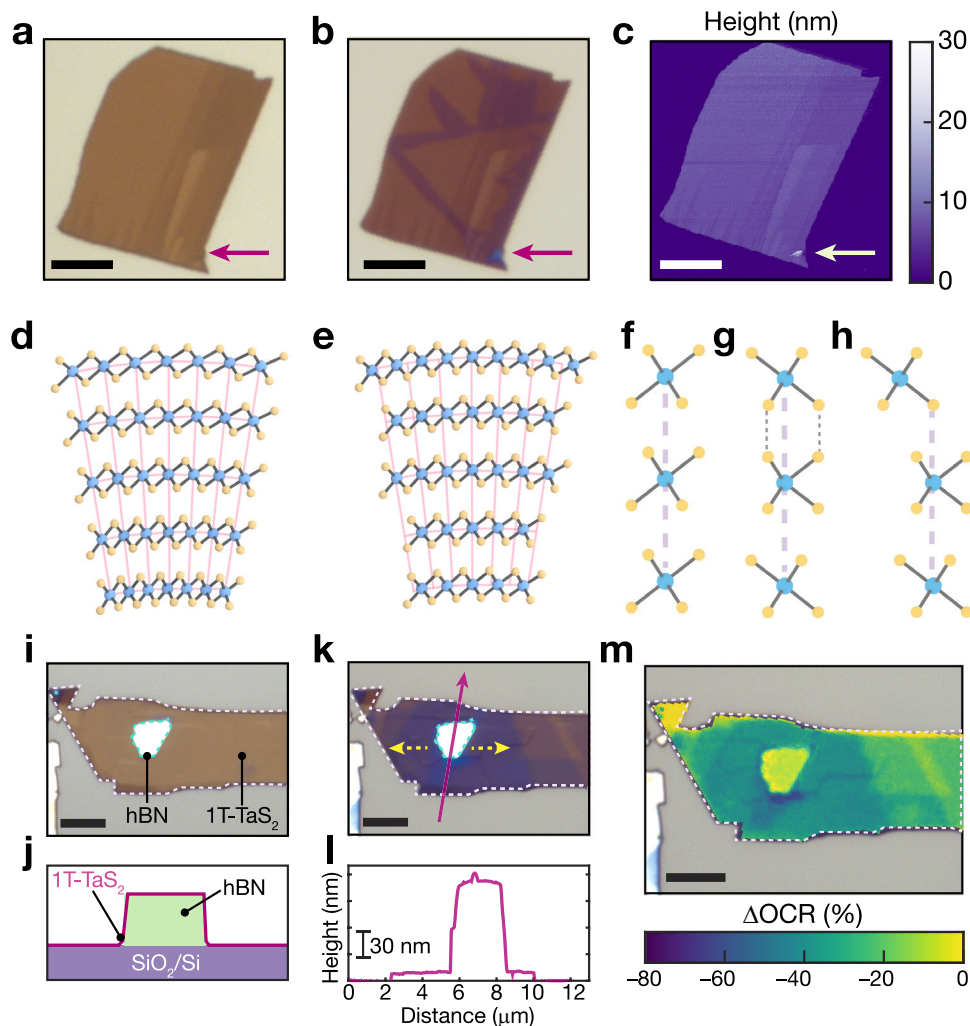 a
b
c
Height (nm)
30
20
10
0
d
e
f
g
h
i
hBN
1T-TaS₂
k
m
j
1T-TaS₂
hBN
SiO₂/Si
l
Height (nm)
30 nm
0
2
4
6
8
10
12
Distance (μm)
ΔOCR (%)
−80
−60
−40
−20
0